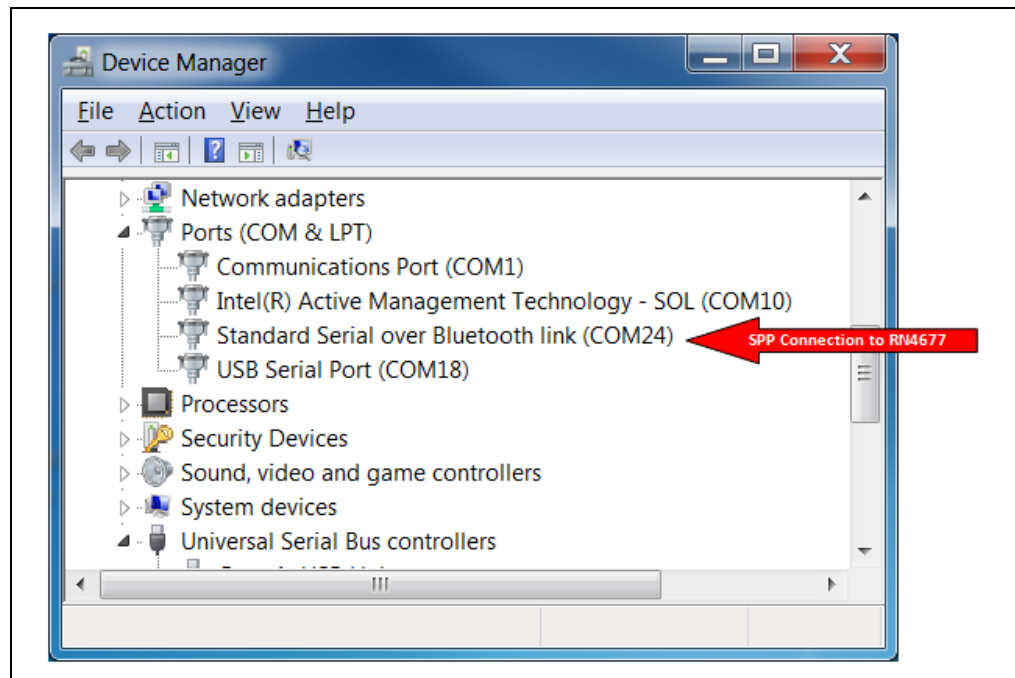 Device Manager
File Action View Help
Network adapters
Ports (COM & LPT)
Communications Port (COM1)
Intel(R) Active Management Technology - SOL (COM10)
Standard Serial over Bluetooth link (COM24)
SPP Connection to RN4677
USB Serial Port (COM18)
Processors
Security Devices
Sound, video and game controllers
System devices
Universal Serial Bus controllers